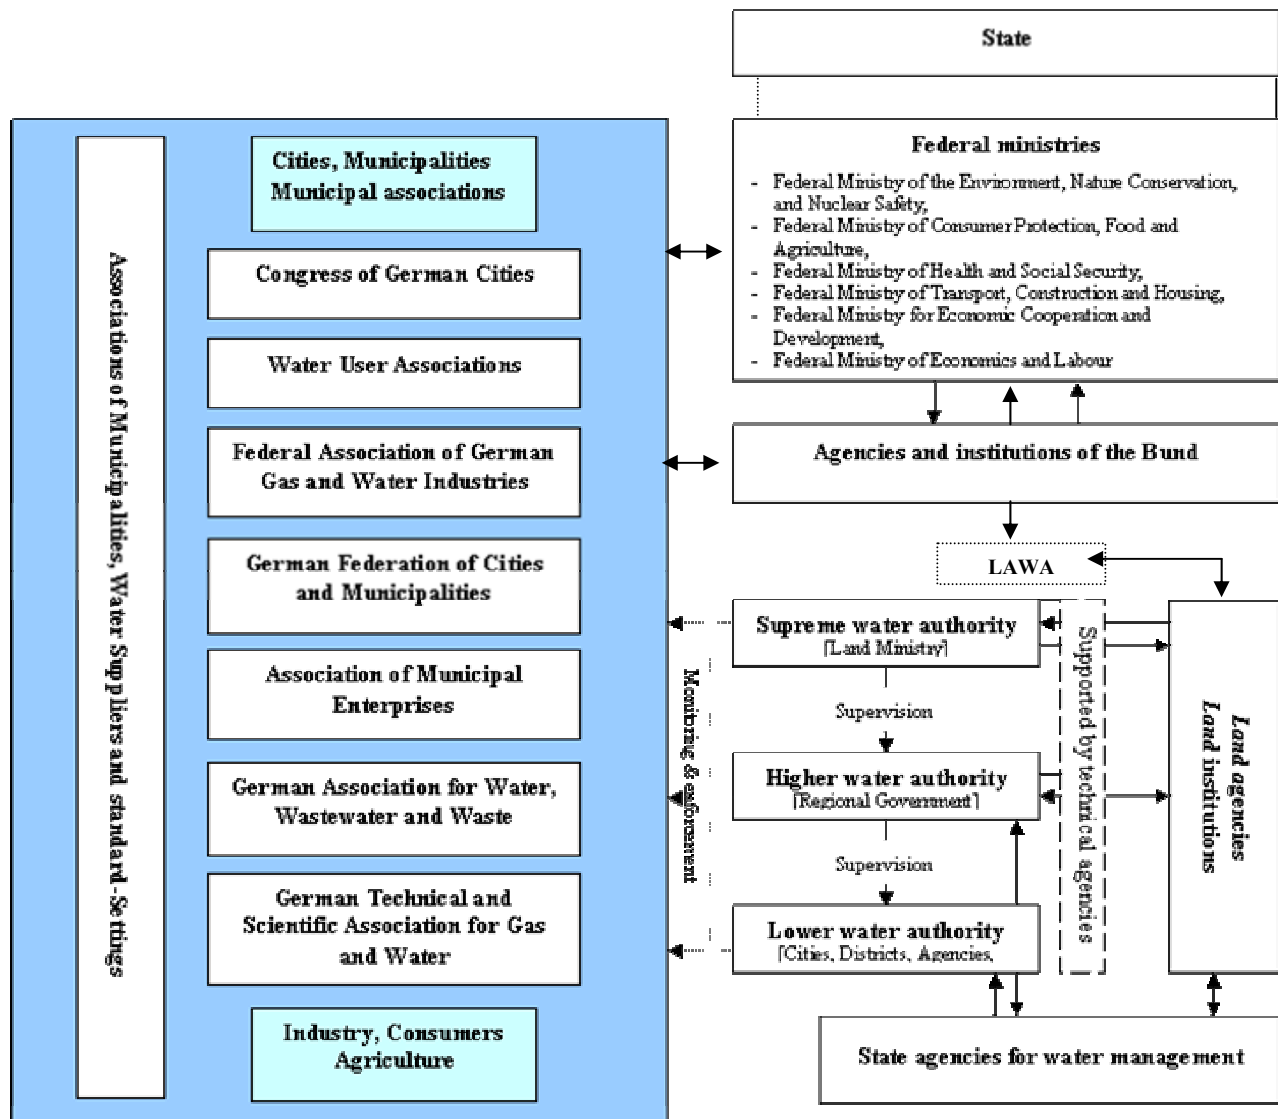 State
Federal ministries
- Federal Ministry of the Environment, Nature Conservation,
and Nuclear Safety,
- Federal Ministry of Consumer Protection, Food and
Agriculture,
- Federal Ministry of Health and Social Security,
- Federal Ministry of Transport, Construction and Housing,
- Federal Ministry for Economic Cooperation and
Development,
- Federal Ministry of Economics and Labour
Associations of Municipalities, Water Suppliers and standard-Settings
Cities, Municipalities
Municipal associations
Congress of German Cities
Water User Associations
Federal Association of German
Gas and Water Industries
German Federation of Cities
and Municipalities
Association of Municipal
Enterprises
German Association for Water,
Wastewater and Waste
German Technical and
Scientific Association for Gas
and Water
Industry, Consumers
Agriculture
Agencies and institutions of the Bund
LAWA
Monitoring & enforcement
Supreme water authority
[Land Ministry]
Supervision
Higher water authority
[Regional Government]
Supervision
Lower water authority
[Cities, Districts, Agencies,
Supported by technical agencies
Land agencies
Land institutions
State agencies for water management